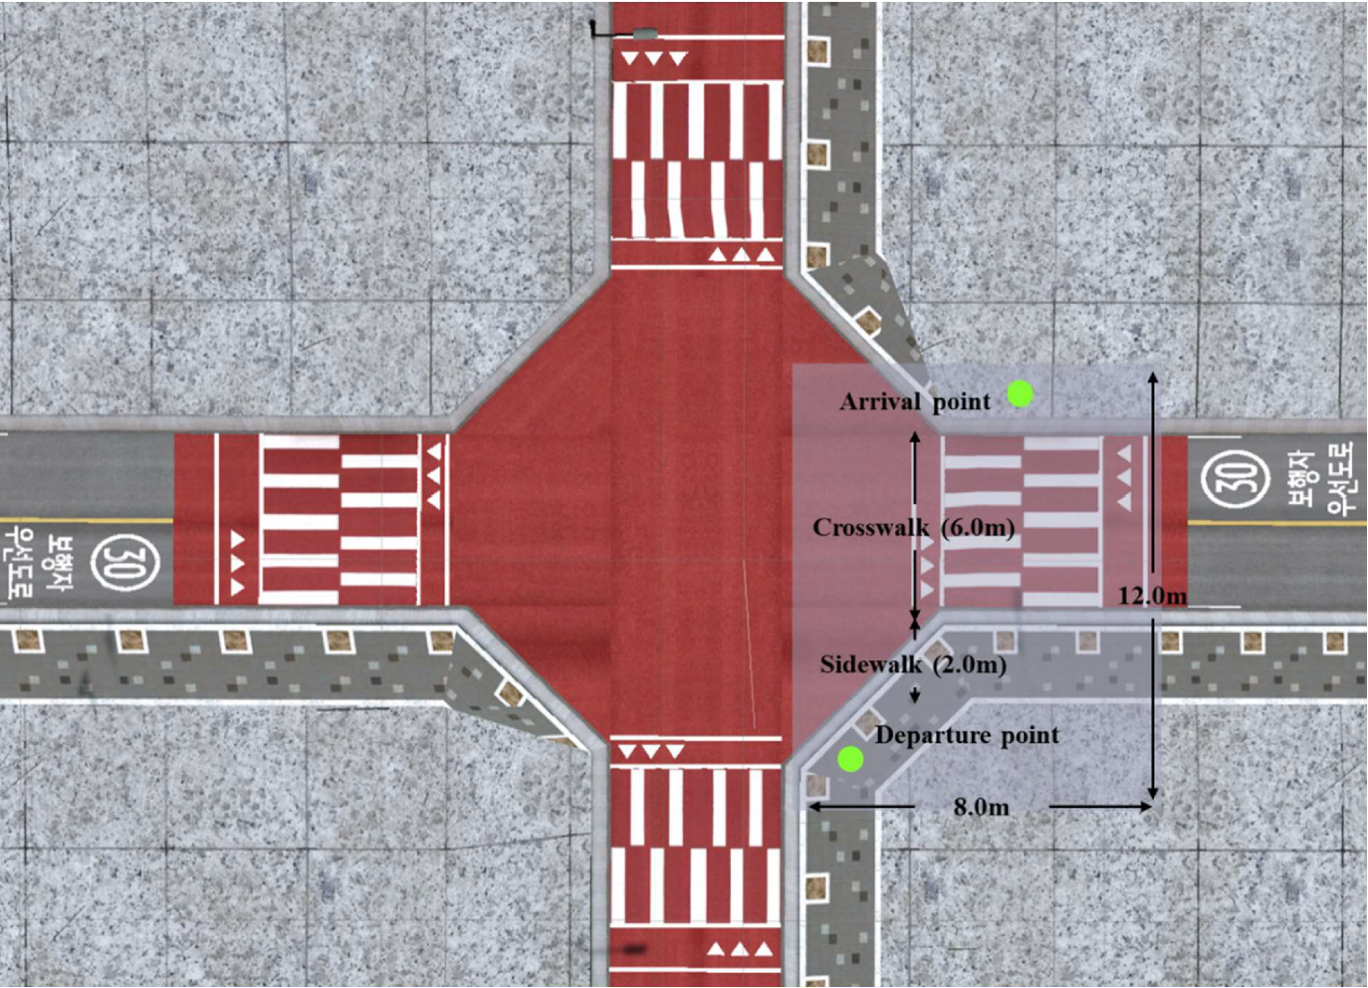 Arrival point
30
보행자
우선도로
Crosswalk (6.0m)
30
보행자
우선도로
12.0m
Sidewalk (2.0m)
Departure point
8.0m